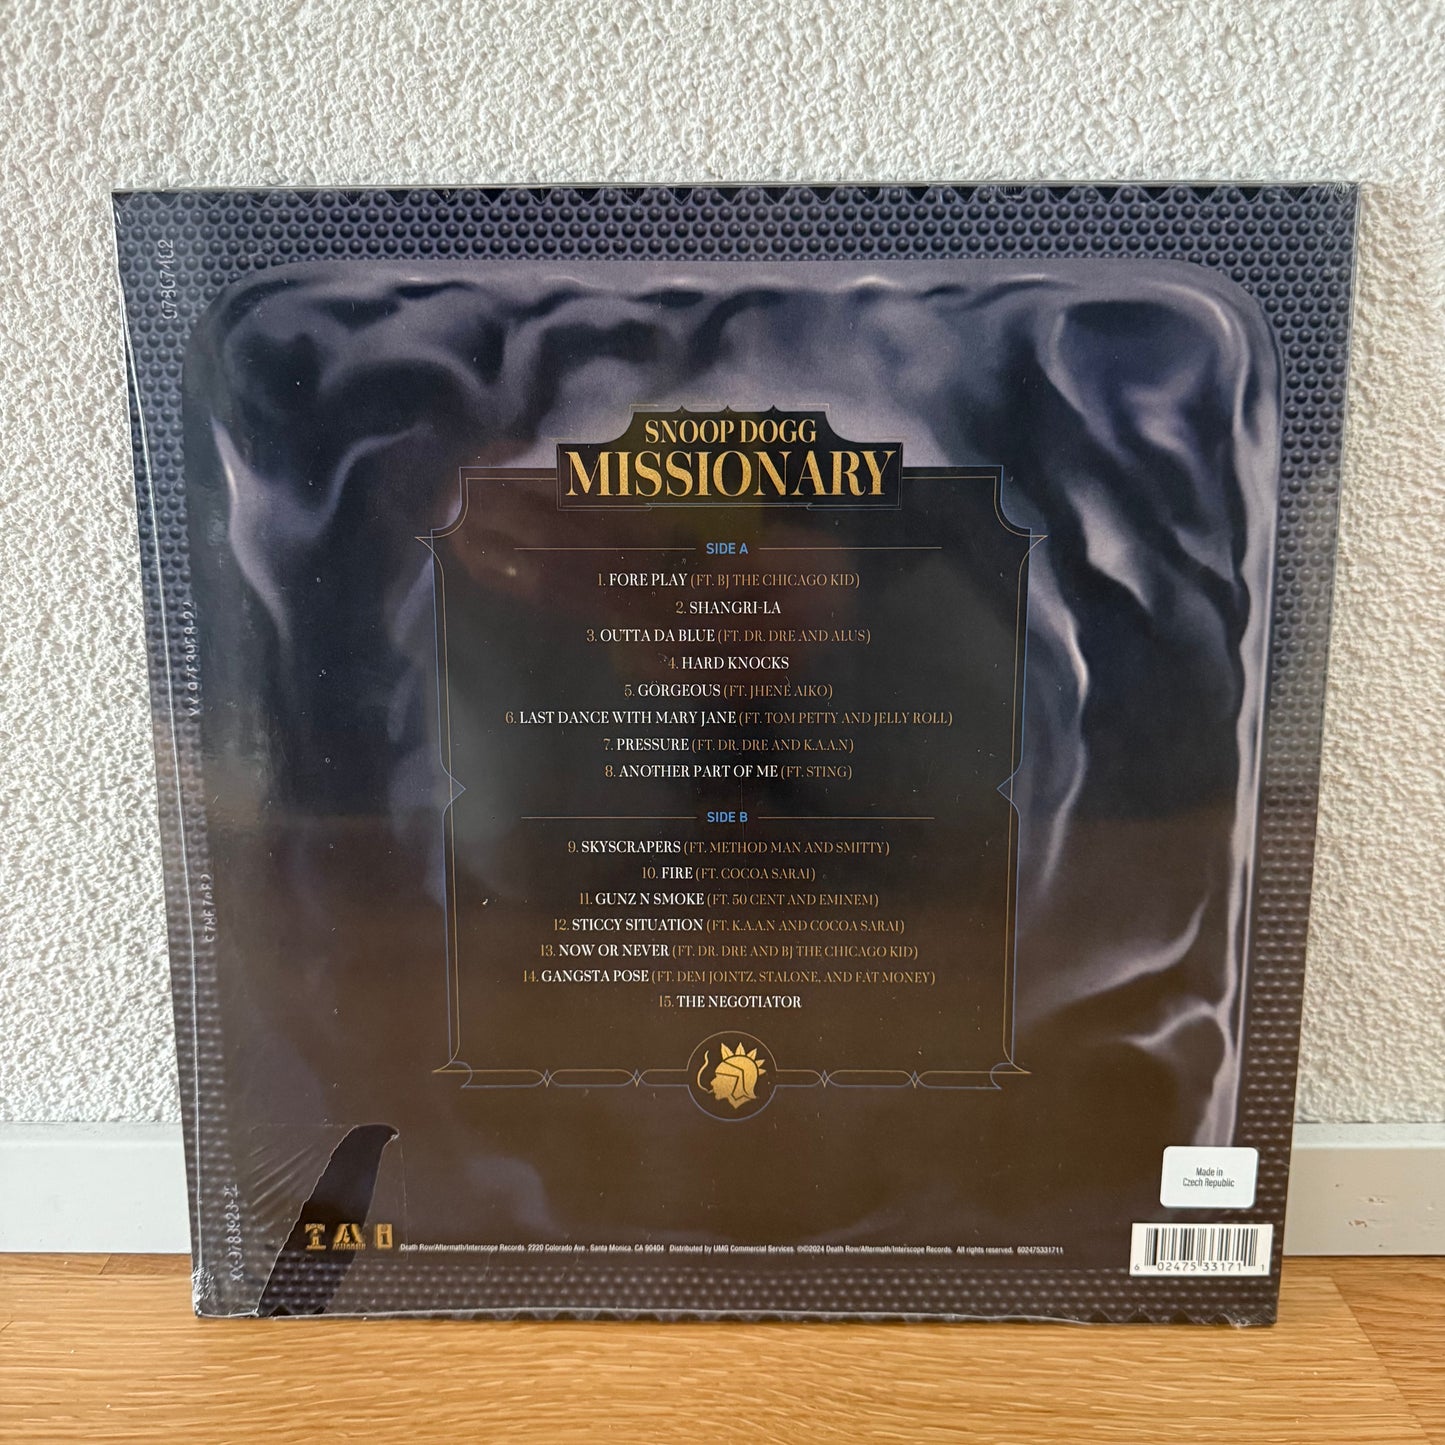 SNOOP DOGG
MISSIONARY
SIDE A
1. FORE PLAY (FT. BJ THE CHICAGO KID)
2. SHANGRI-LA
3. OUTTA DA BLUE (FT. DR. DRE AND ALUS)
4. HARD KNOCKS
5. GORGEOUS (FT. JHENÉ AIKO)
6. LAST DANCE WITH MARY JANE (FT. TOM PETTY AND JELLY ROLL)
7. PRESSURE (FT. DR. DRE AND K.A.A.N)
8. ANOTHER PART OF ME (FT. STING)
SIDE B
9. SKYSCRAPERS (FT. METHOD MAN AND SMITTY)
10. FIRE (FT. COCOA SARAI)
11. GUNZ N SMOKE (FT. 50 CENT AND EMINEM)
12. STICCY SITUATION (FT. K.A.A.N AND COCOA SARAI)
13. NOW OR NEVER (FT. DR. DRE AND BJ THE CHICAGO KID)
14. GANGSTA POSE (FT. DEM JOINTZ, STALONE, AND FAT MONEY)
15. THE NEGOTIATOR
Made in
Czech Republic
AFTERMATH
Death Row/Aftermath/Interscope Records. 2220 Colorado Ave., Santa Monica, CA 90404 Distributed by UMG Commercial Services. ℗©2024 Death Row/Aftermath/Interscope Records. All rights reserved. 602475331711
6 02475 33171 1